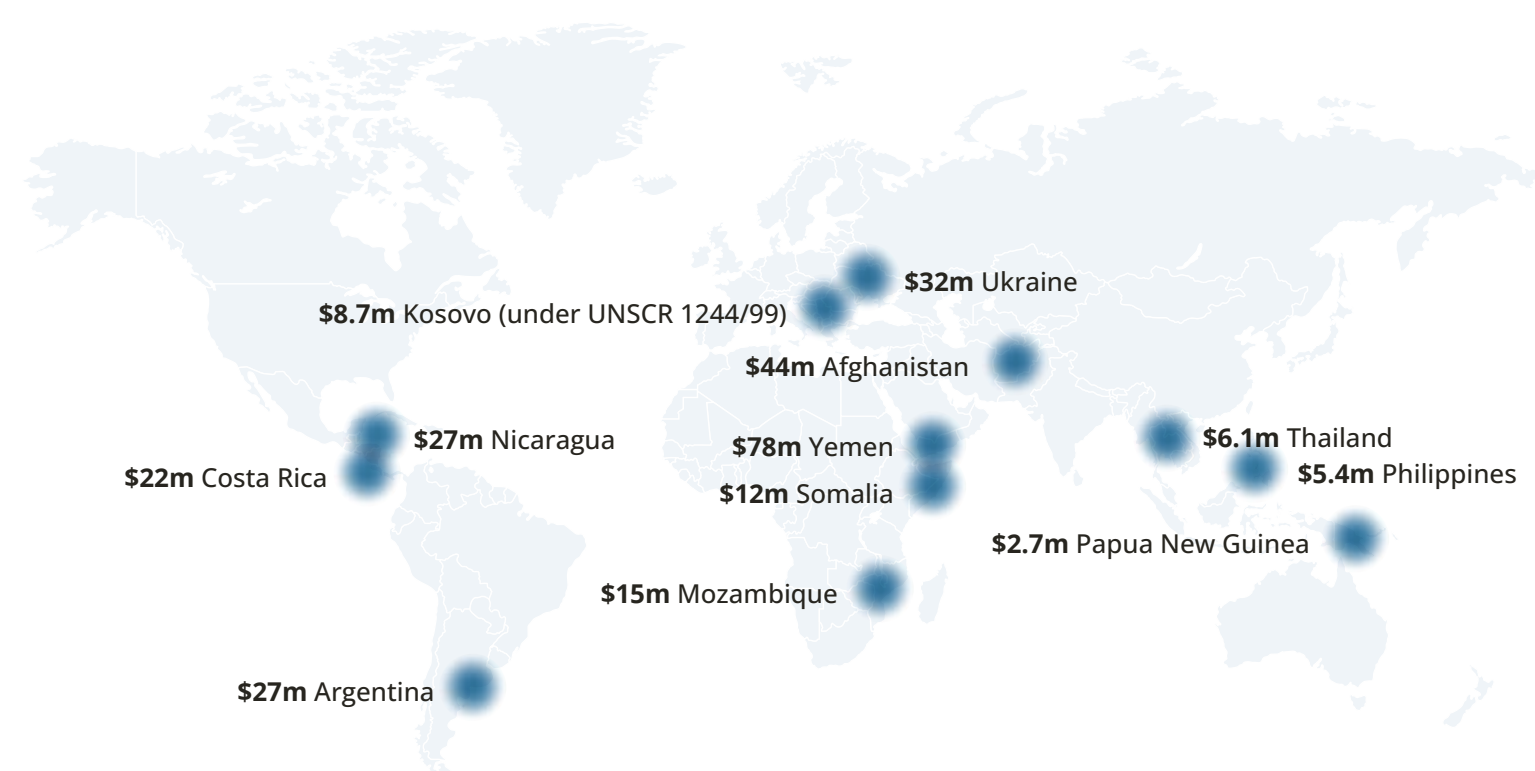 $32m Ukraine
$8.7m Kosovo (under UNSCR 1244/99)
$44m Afghanistan
$27m Nicaragua
$78m Yemen
$6.1m Thailand
$22m Costa Rica
$12m Somalia
$5.4m Philippines
$2.7m Papua New Guinea
$15m Mozambique
$27m Argentina